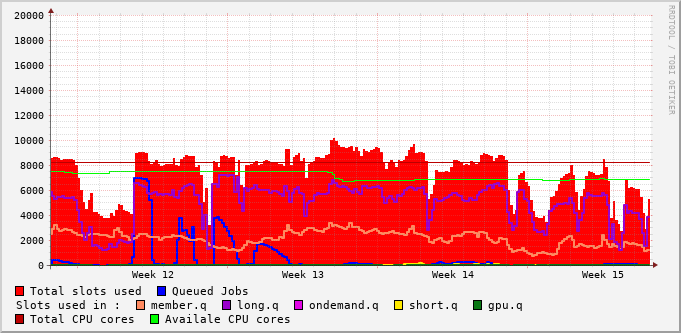 20000
18000
16000
14000
12000
10000
8000
6000
4000
2000
0
Week 12 Week 13 Week 14 Week 15
RRDTOOL / TOBI OETIKER
Total slots used Queued Jobs
Slots used in : member.q long.q ondemand.q short.q gpu.q
Total CPU cores Availale CPU cores